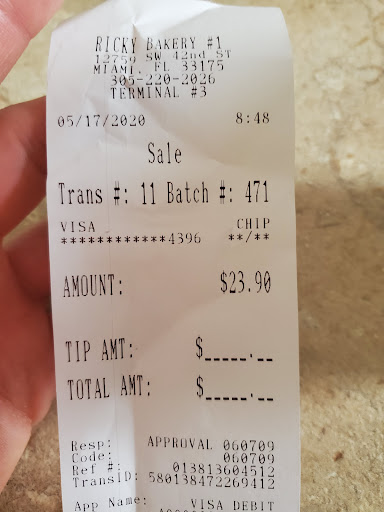 RICKY BAKERY #1
12759 SW 42nd ST
MIAMI, FL 33175
305-220-2026
TERMINAL #3
05/17/2020 8:48
Sale
Trans #: 11 Batch #: 471
VISA CHIP
************4396 **/**
AMOUNT: $23.90
TIP AMT: $_____.__
TOTAL AMT: $_____.__
Resp: APPROVAL 060709
Code: 060709
Ref #: 013813604512
TransID: 580138472269412
App Name: VISA DEBIT